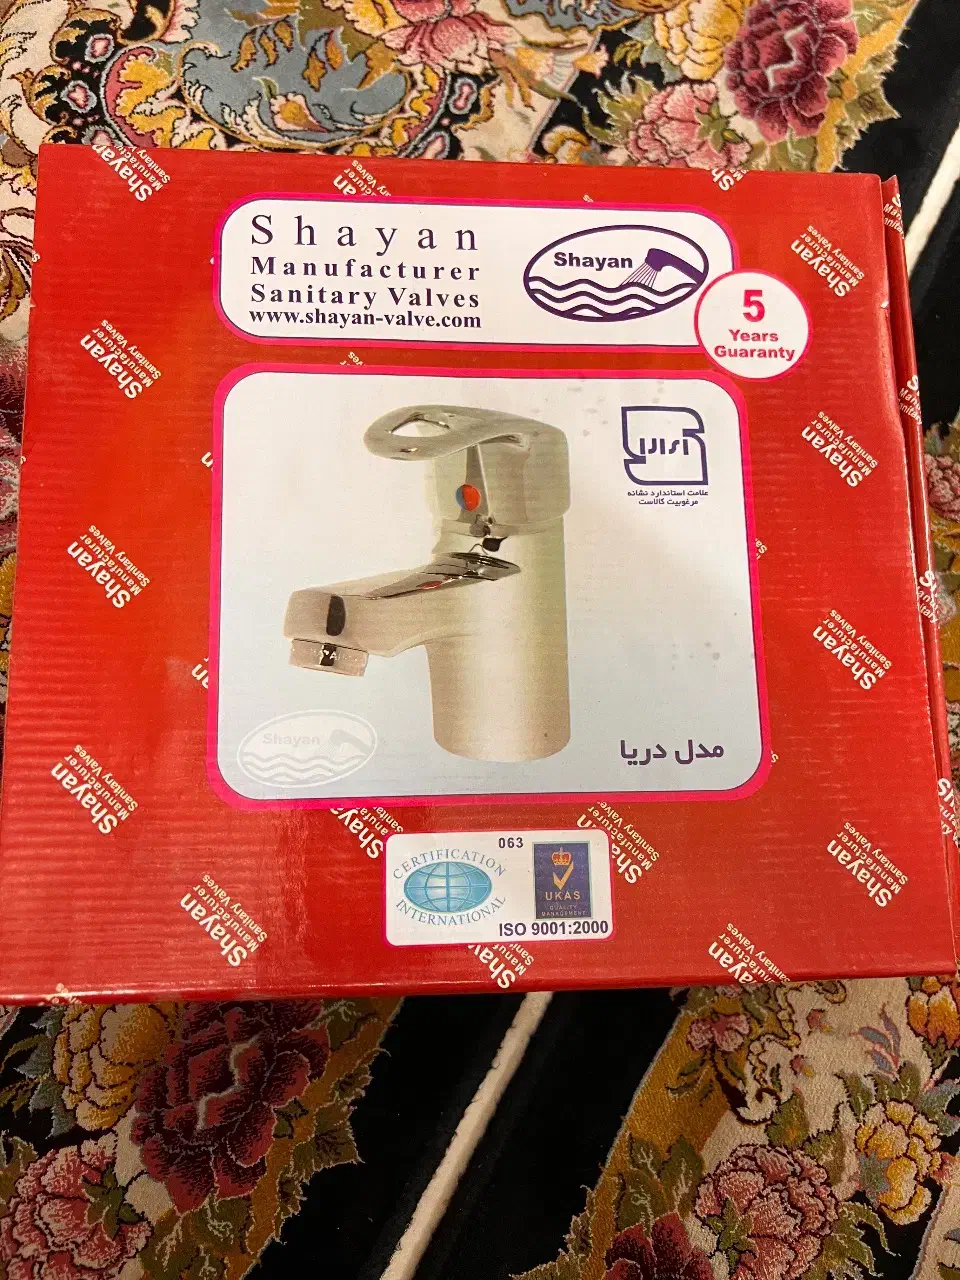 Shayan
Manufacturer
Sanitary Valves
www.shayan-valve.com
Shayan
5
Years
Guaranty
علامت استاندارد نشانه
مرغوبیت کالاست
Shayan
مدل دریا
063
CERTIFICATION
INTERNATIONAL
UKAS
QUALITY
MANAGEMENT
ISO 9001:2000
Shayan
Manufacturer
Sanitary Valves